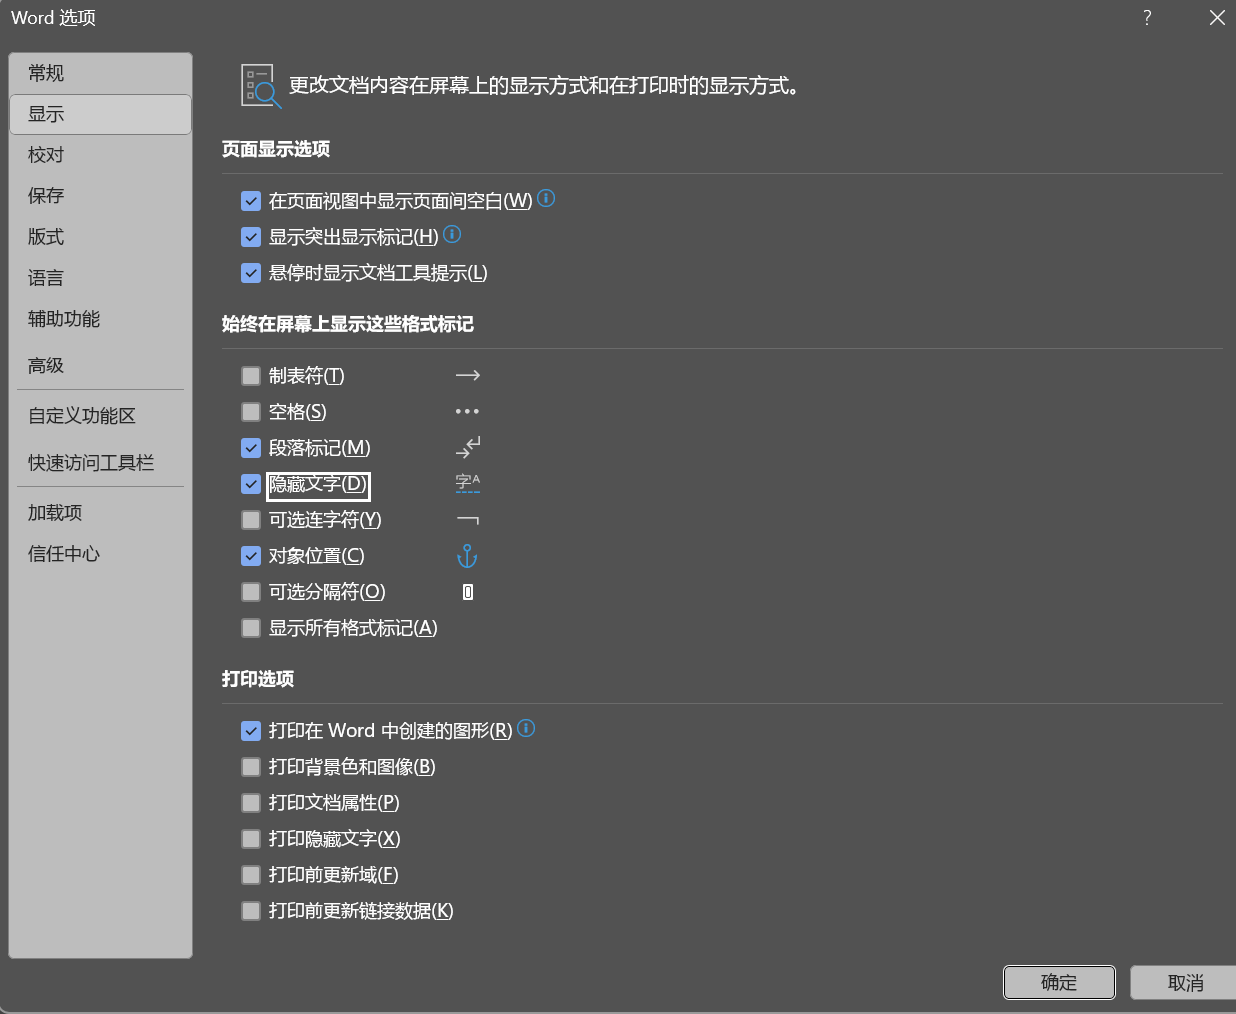 Word 选项
常规
显示
校对
保存
版式
语言
辅助功能
高级
自定义功能区
快速访问工具栏
加载项
信任中心
更改文档内容在屏幕上的显示方式和在打印时的显示方式。
页面显示选项
在页面视图中显示页面间空白(W)
显示突出显示标记(H)
悬停时显示文档工具提示(L)
始终在屏幕上显示这些格式标记
制表符(T)
空格(S)
段落标记(M)
隐藏文字(D) 字A
可选连字符(Y)
对象位置(C)
可选分隔符(O)
显示所有格式标记(A)
打印选项
打印在 Word 中创建的图形(R)
打印背景色和图像(B)
打印文档属性(P)
打印隐藏文字(X)
打印前更新域(F)
打印前更新链接数据(K)
确定
取消